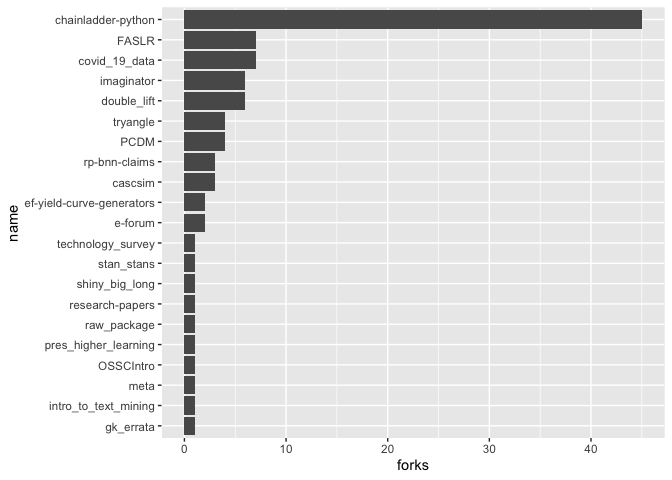 chainladder-python
FASLR
covid_19_data
imaginator
double_lift
tryangle
PCDM
rp-bnn-claims
cascsim
ef-yield-curve-generators
e-forum
technology_survey
stan_stans
shiny_big_long
research-papers
raw_package
pres_higher_learning
OSSCIntro
meta
intro_to_text_mining
gk_errata
name
0 10 20 30 40
forks